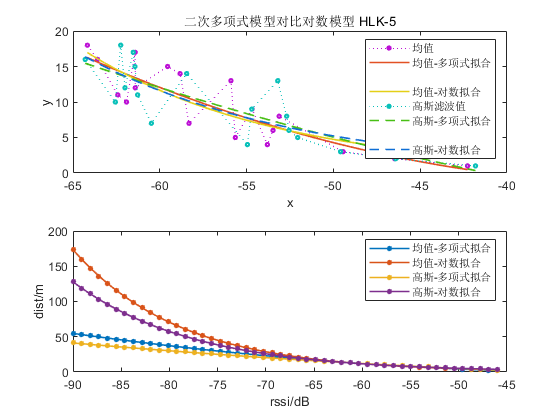 二次多项式模型对比对数模型 HLK-5
20
15
10
5
0
y
-65
-60
-55
-50
-45
-40
x
均值
均值-多项式拟合
均值-对数拟合
高斯滤波值
高斯-多项式拟合
高斯-对数拟合
200
150
100
50
0
dist/m
-90
-85
-80
-75
-70
-65
-60
-55
-50
-45
rssi/dB
均值-多项式拟合
均值-对数拟合
高斯-多项式拟合
高斯-对数拟合